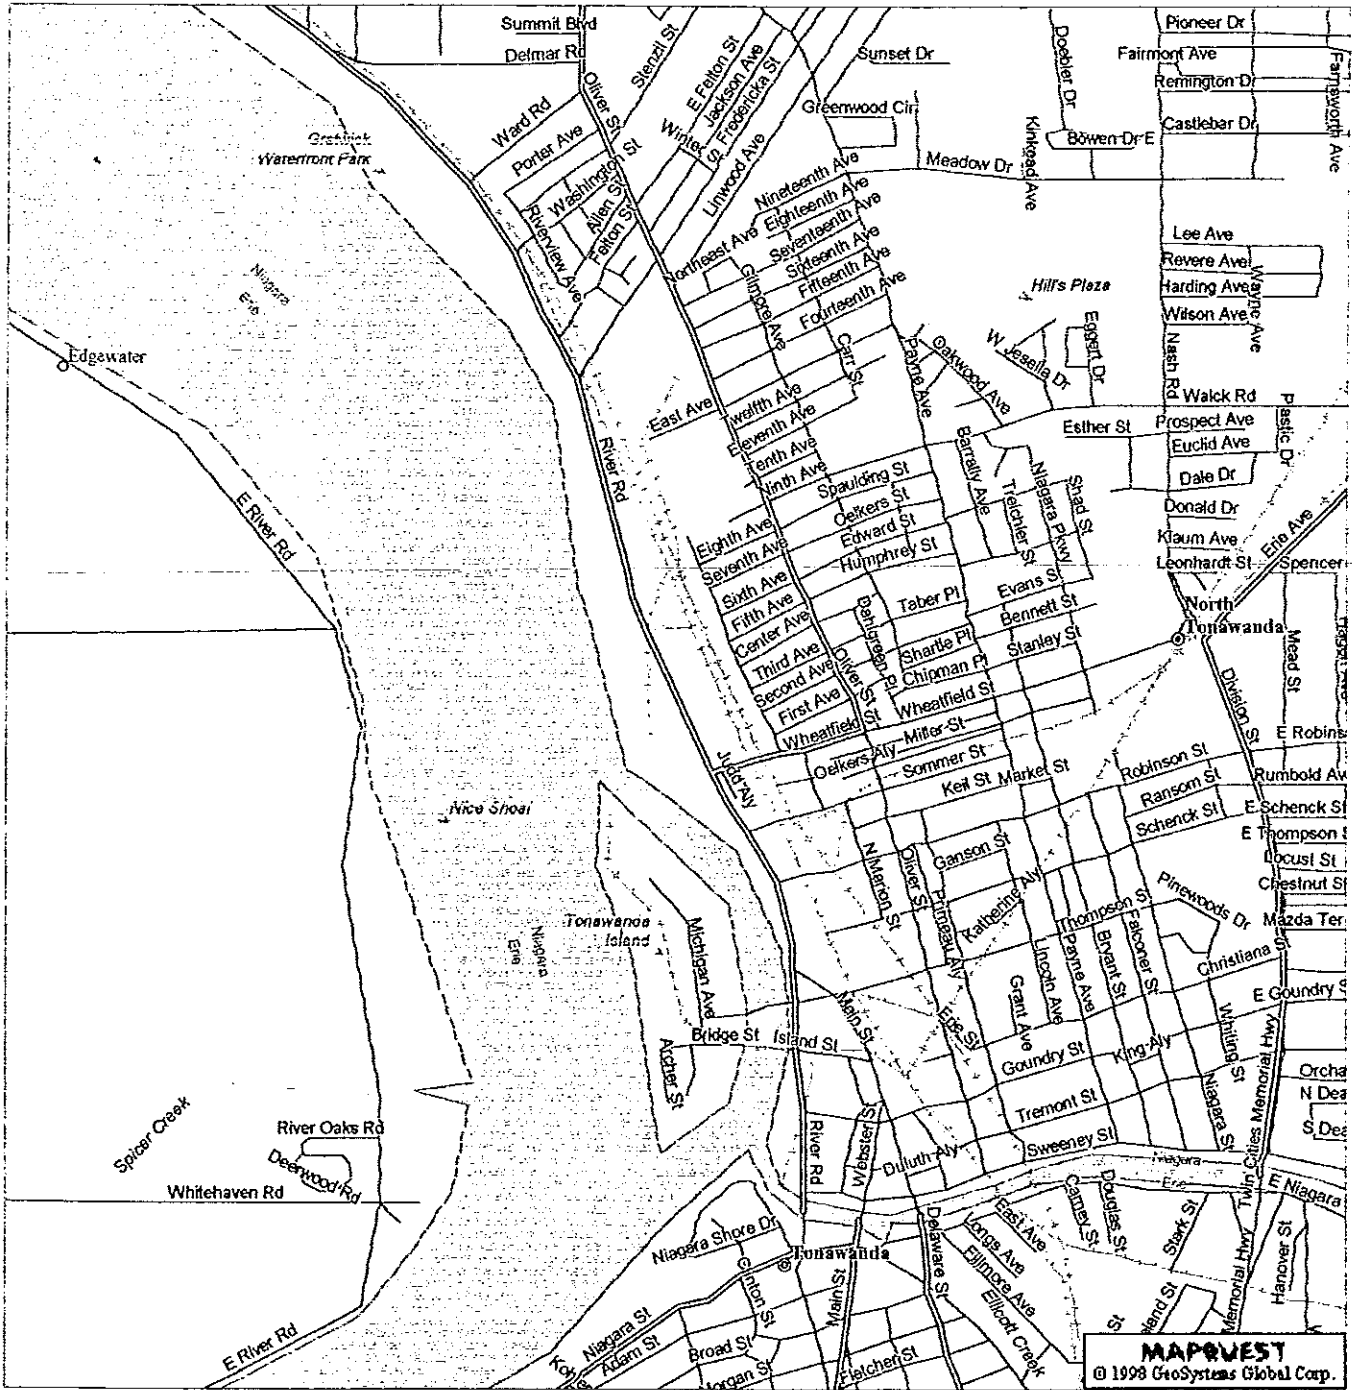 Summit Blvd
Delmar Rd
Oliver St
Stenzil St
E Felton St
Jackson Ave
Fredericka St
Winter St
Linwood Ave
Sunset Dr
Greenwood Cir
Doebler Dr
Pioneer Dr
Fairmont Ave
Remington D
Castlebar Dr
Farnsworth Ave
Kinkead Ave
Bowen Dr E
Meadow Dr
Ward Rd
Porter Ave
Washington St
Allen St
Felton St
Riverview Ave
Gratwick
Waterfront Park
Niagara
Erie
Edgewater
E River Rd
Nineteenth Ave
Eighteenth Ave
Seventeenth Ave
Sixteenth Ave
Fifteenth Ave
Fourteenth Ave
Northeast Ave
Gilmore Ave
Carr St
Payne Ave
Oakwood Ave
W Jesella Dr
Eggert Dr
Hill's Plaza
Lee Ave
Revere Ave
Harding Ave
Wayne Ave
Wilson Ave
Nash Rd
Walck Rd
Plastic Dr
Esther St
Prospect Ave
Euclid Ave
Dale Dr
Donald Dr
Klaum Ave
Leonhardt St
Spencer
Erie Ave
East Ave
Twelfth Ave
Eleventh Ave
Tenth Ave
Ninth Ave
River Rd
Spaulding St
Oelkers St
Edward St
Humphrey St
Barrally Ave
Treichler St
Niagara Pkwy
Shad St
Eighth Ave
Seventh Ave
Sixth Ave
Fifth Ave
Center Ave
Third Ave
Second Ave
First Ave
Wheatfield St
Dahlgreen Pl
Oliver St
Taber Pl
Evans St
Bennett St
Shartle Pl
Stanley St
Chipman Pl
Wheatfield St
North
Tonawanda
Mead St
Division St
Miller St
Oelkers Aly
Sommer St
Keil St
Market St
Judd Aly
Robinson St
Ransom St
Schenck St
E Robins
Rumbold Av
E Schenck St
E Thompson S
Locust St
Chestnut St
Mazda Ter
Nice Shoal
Tonawanda
Island
Niagara
Erie
Michigan Ave
N Marion St
Oliver St
Primeau Aly
Ganson St
Katherine Aly
Thompson St
Pinewoods Dr
Lincoln Ave
Payne Ave
Bryant St
Falconer St
Christiana St
E Goundry S
Grant Ave
Main St
Erie St
Bridge St
Island St
Archer St
Goundry St
King Aly
Whiting St
Twin Cities Memorial Hwy
Orcha
N Dea
S Dea
Tremont St
Niagara St
Spicer Creek
River Oaks Rd
Deerwood Rd
Whitehaven Rd
River Rd
Webster St
Duluth Aly
Sweeney St
Niagara
Erie
E Niagara
Niagara Shore Dr
Tonawanda
Delaware St
East Ave
Longs Ave
Fillmore Ave
Ellicott Creek
Carney St
Douglas St
Stark St
Memorial Hwy
Hanover St
Clinton St
Main St
Niagara St
Adam St
Broad St
Morgan St
Fletcher St
E River Rd
MAPQUEST
© 1998 GeoSystems Global Corp.